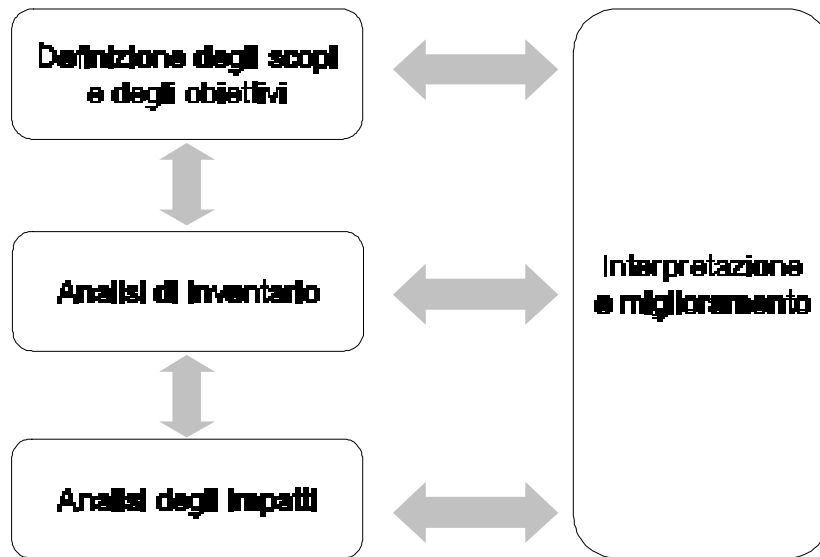 Definizione degli scopi
e degli obiettivi
Analisi di inventario
Interpretazione
e miglioramento
Analisi degli impatti